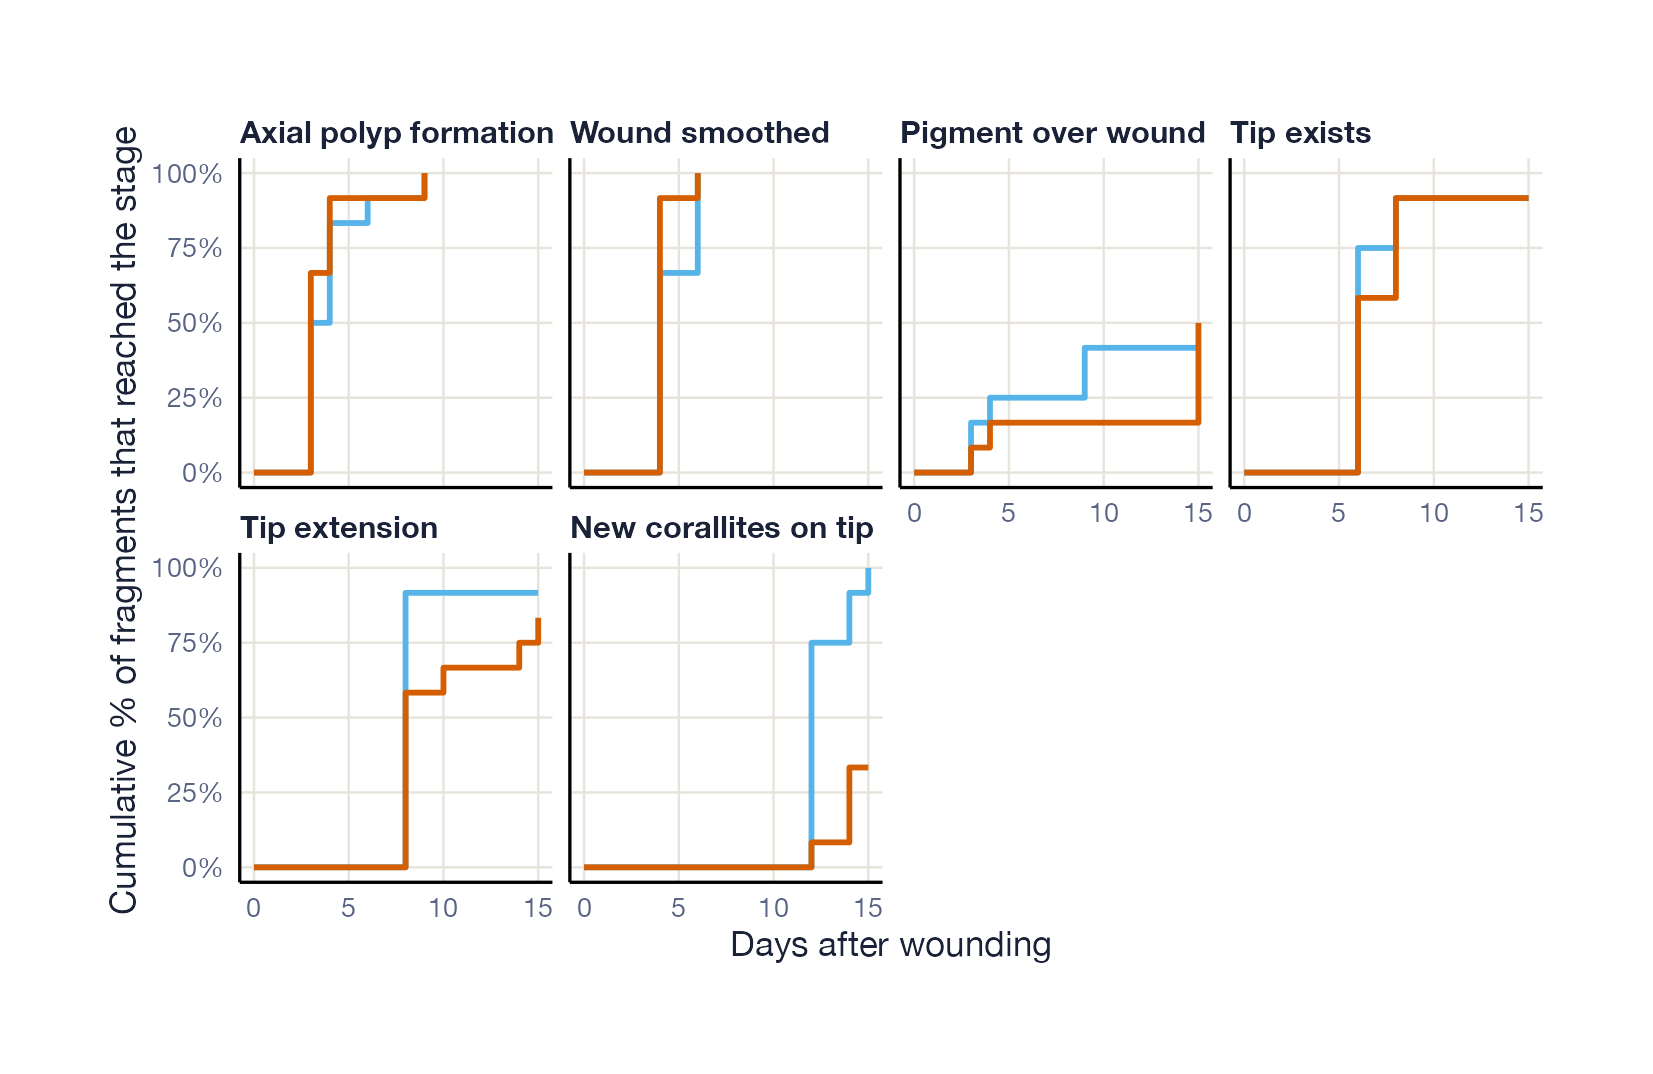 Cumulative % of fragments that reached the stage
Axial polyp formation
Wound smoothed
Pigment over wound
Tip exists
100%
75%
50%
25%
0%
0 5 10 15
0 5 10 15
Tip extension
New corallites on tip
100%
75%
50%
25%
0%
0 5 10 15
0 5 10 15
Days after wounding